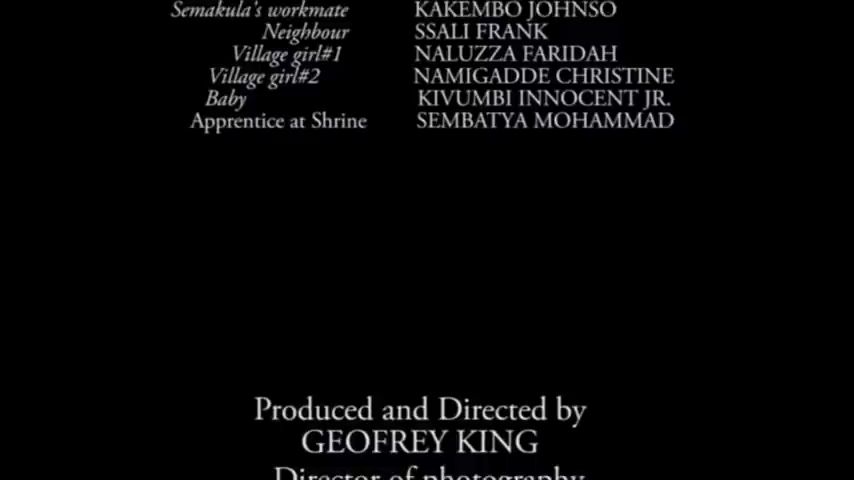 Semakula's workmate KAKEMBO JOHNSO
Neighbour SSALI FRANK
Village girl#1 NALUZZA FARIDAH
Village girl#2 NAMIGADDE CHRISTINE
Baby KIVUMBI INNOCENT JR.
Apprentice at Shrine SEMBATYA MOHAMMAD
Produced and Directed by
GEOFREY KING
Director of photography